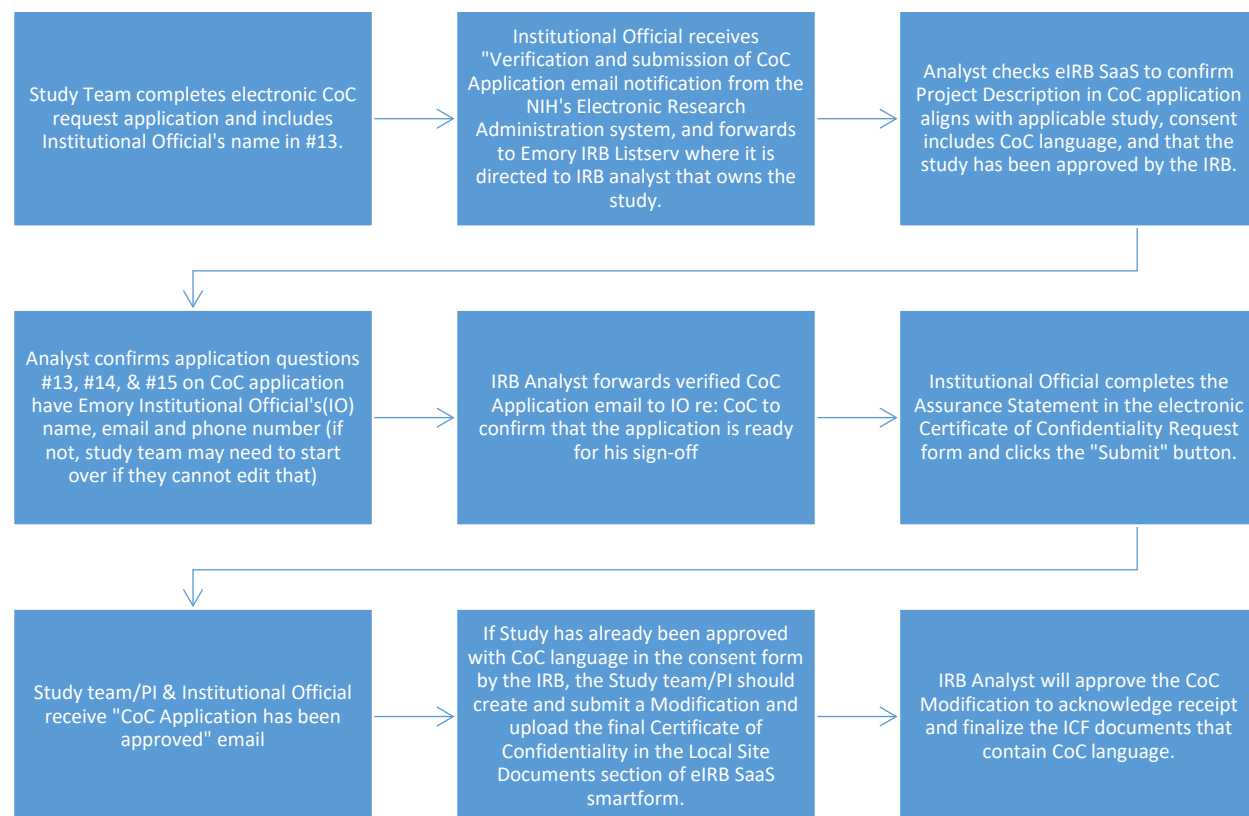 Study Team completes electronic CoC
request application and includes
Institutional Official's name in #13.
Institutional Official receives
"Verification and submission of CoC
Application email notification from the
NIH's Electronic Research
Administration system, and forwards
to Emory IRB Listserv where it is
directed to IRB analyst that owns the
study.
Analyst checks eIRB SaaS to confirm
Project Description in CoC application
aligns with applicable study, consent
includes CoC language, and that the
study has been approved by the IRB.
Analyst confirms application questions
#13, #14, & #15 on CoC application
have Emory Institutional Official's(IO)
name, email and phone number (if
not, study team may need to start
over if they cannot edit that)
IRB Analyst forwards verified CoC
Application email to IO re: CoC to
confirm that the application is ready
for his sign-off
Institutional Official completes the
Assurance Statement in the electronic
Certificate of Confidentiality Request
form and clicks the "Submit" button.
Study team/PI & Institutional Official
receive "CoC Application has been
approved" email
If Study has already been approved
with CoC language in the consent form
by the IRB, the Study team/PI should
create and submit a Modification and
upload the final Certificate of
Confidentiality in the Local Site
Documents section of eIRB SaaS
smartform.
IRB Analyst will approve the CoC
Modification to acknowledge receipt
and finalize the ICF documents that
contain CoC language.